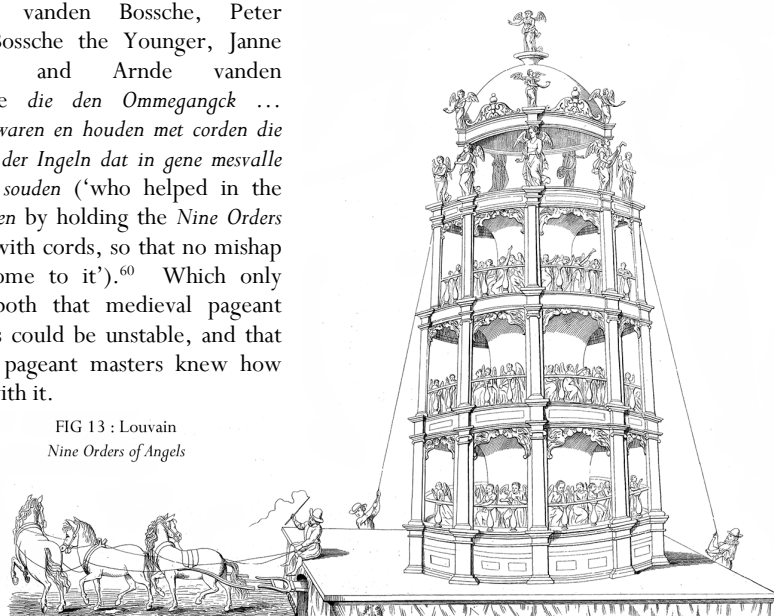 vanden Bossche, Peter
Bossche the Younger, Janne
and Arnde vanden
die den Ommegangck …
waren en houden met corden die
der Ingeln dat in gene mesvalle
souden (‘who helped in the
en by holding the Nine Orders
with cords, so that no mishap
ome to it’).⁶⁰ Which only
both that medieval pageant
s could be unstable, and that
pageant masters knew how
ith it.
FIG 13 : Louvain
Nine Orders of Angels